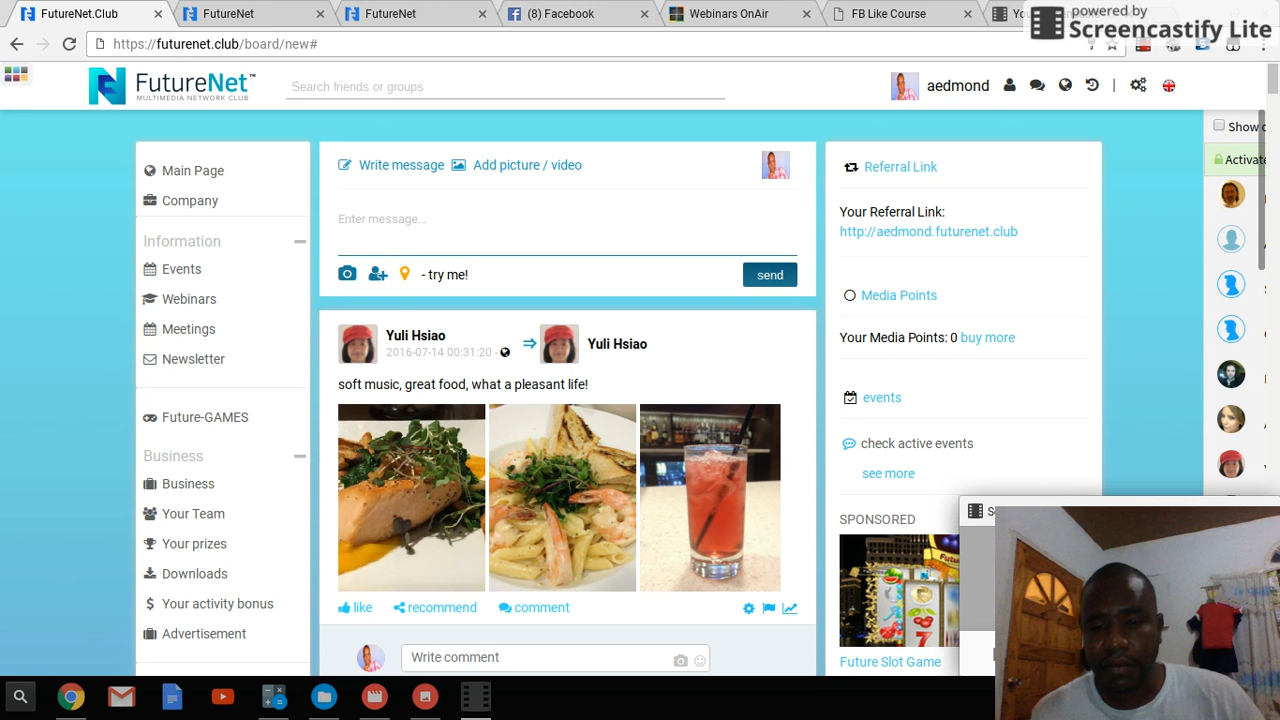 FutureNet.Club
FutureNet
FutureNet
(8) Facebook
Webinars OnAir
FB Like Course
powered by
Screencastify Lite
https://futurenet.club/board/new#
FutureNet™
MULTIMEDIA NETWORK CLUB
Search friends or groups
aedmond
Main Page
Company
Information
Events
Webinars
Meetings
Newsletter
Future-GAMES
Business
Business
Your Team
Your prizes
Downloads
Your activity bonus
Advertisement
Write message
Add picture / video
Enter message...
- try me!
send
Yuli Hsiao
2016-07-14 00:31:20 -
Yuli Hsiao
soft music, great food, what a pleasant life!
like
recommend
comment
Write comment
Referral Link
Your Referral Link:
http://aedmond.futurenet.club
Media Points
Your Media Points: 0 buy more
events
check active events
see more
SPONSORED
Future Slot Game
Show
Activate